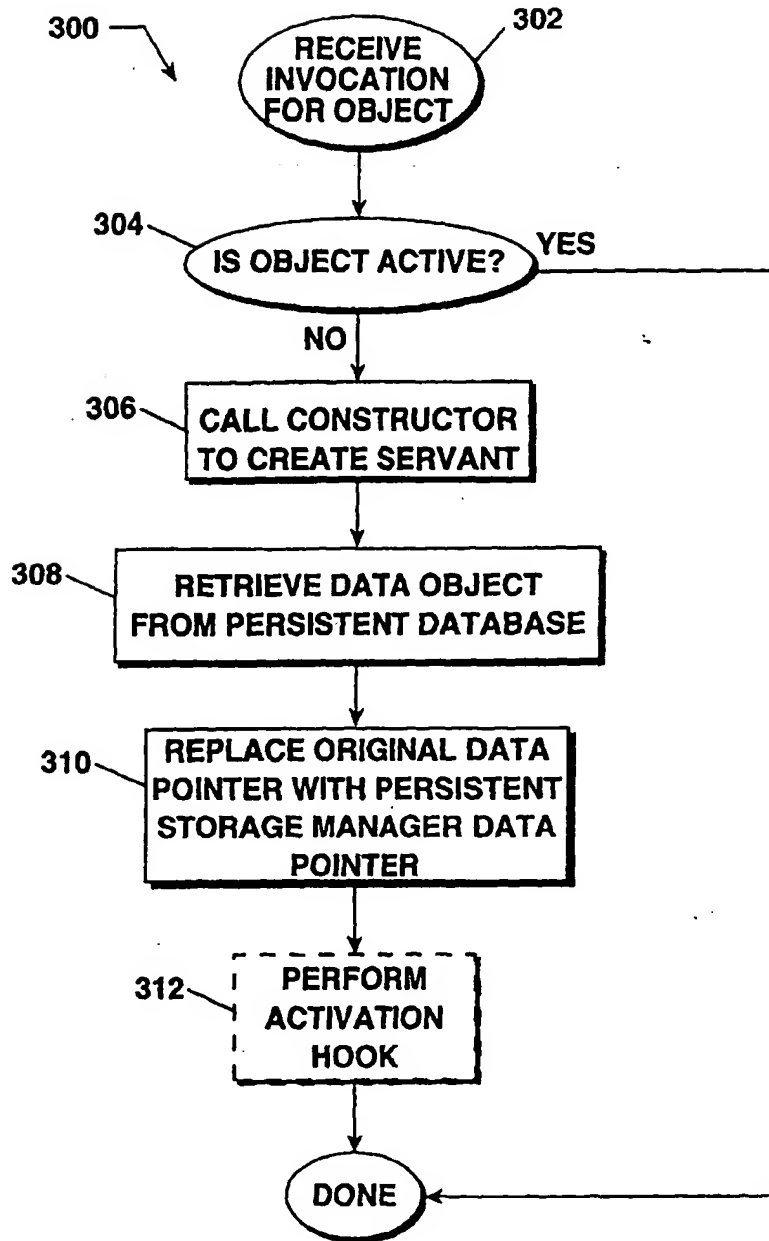 300
302
RECEIVE
INVOCATION
FOR OBJECT
304
IS OBJECT ACTIVE?
YES
NO
306
CALL CONSTRUCTOR
TO CREATE SERVANT
308
RETRIEVE DATA OBJECT
FROM PERSISTENT DATABASE
310
REPLACE ORIGINAL DATA
POINTER WITH PERSISTENT
STORAGE MANAGER DATA
POINTER
312
PERFORM
ACTIVATION
HOOK
DONE